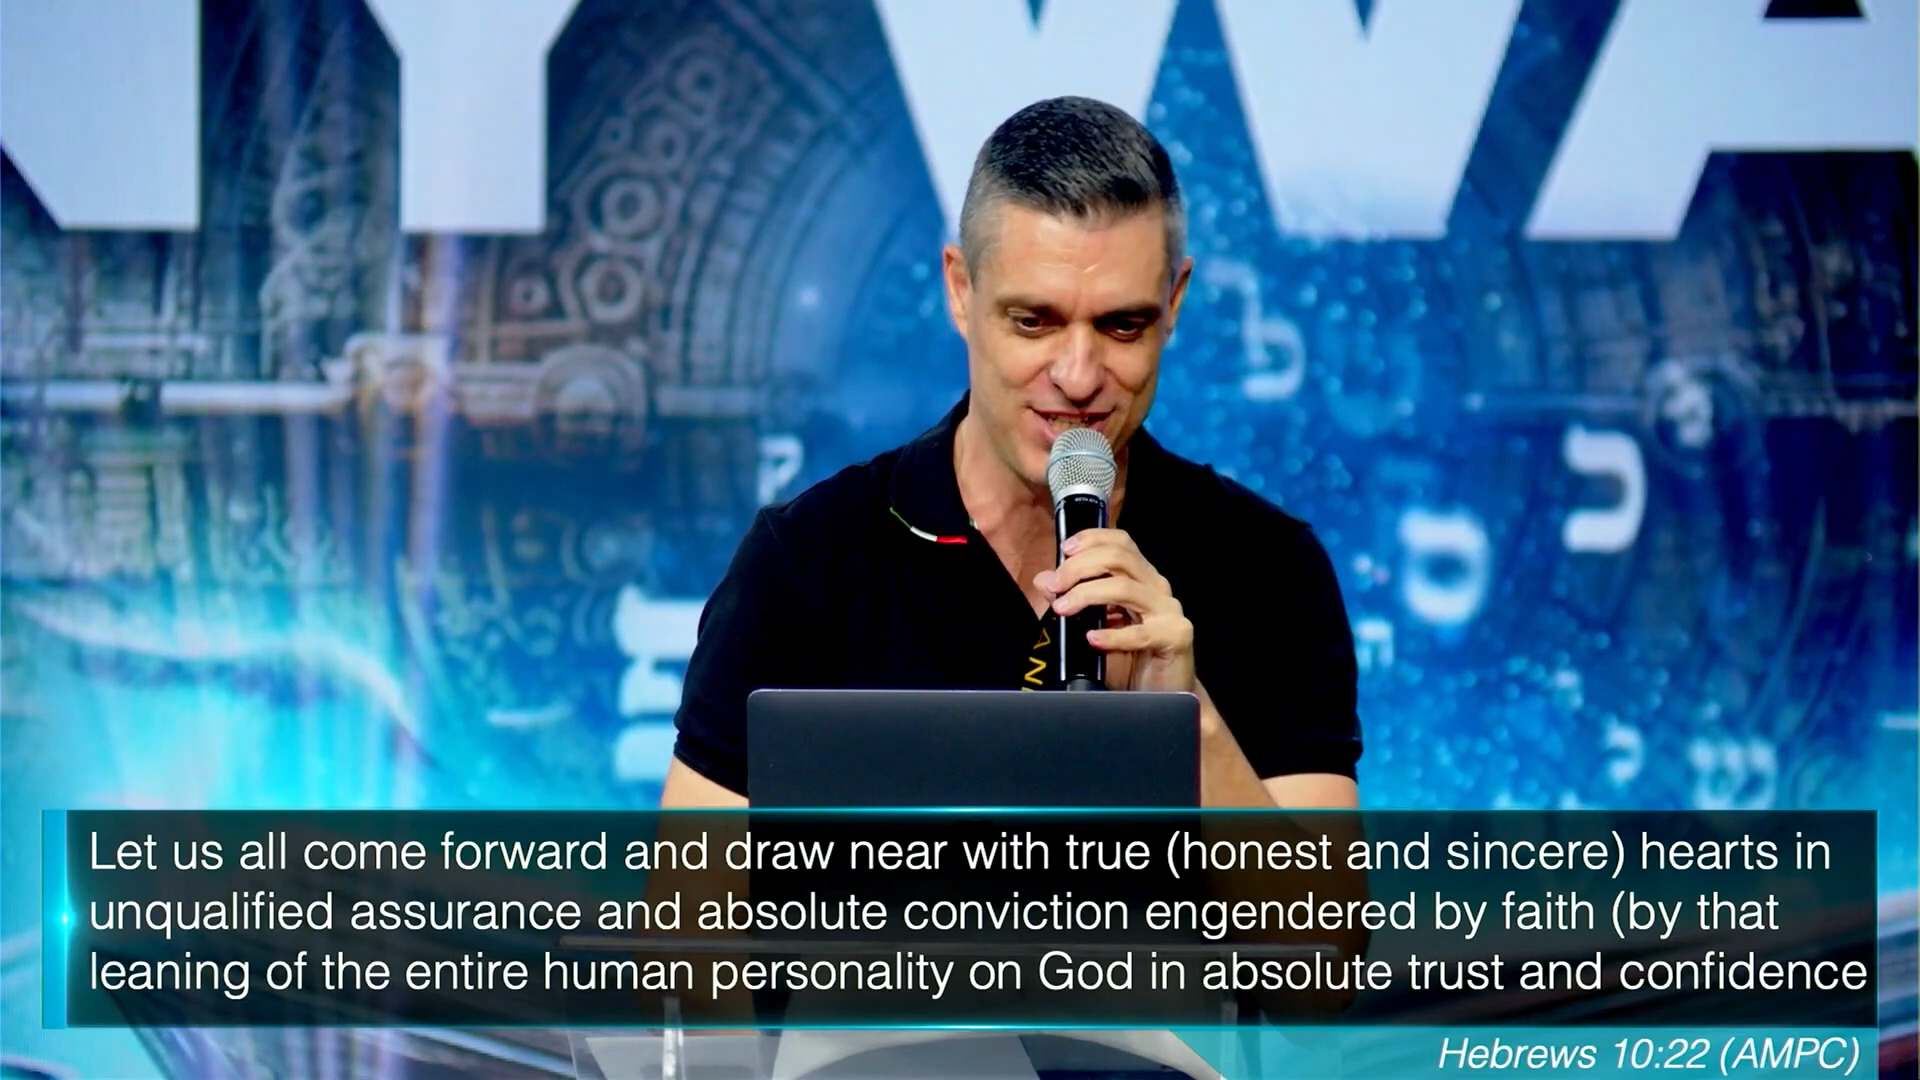 Y WA
AN
Let us all come forward and draw near with true (honest and sincere) hearts in
unqualified assurance and absolute conviction engendered by faith (by that
leaning of the entire human personality on God in absolute trust and confidence
Hebrews 10:22 (AMPC)